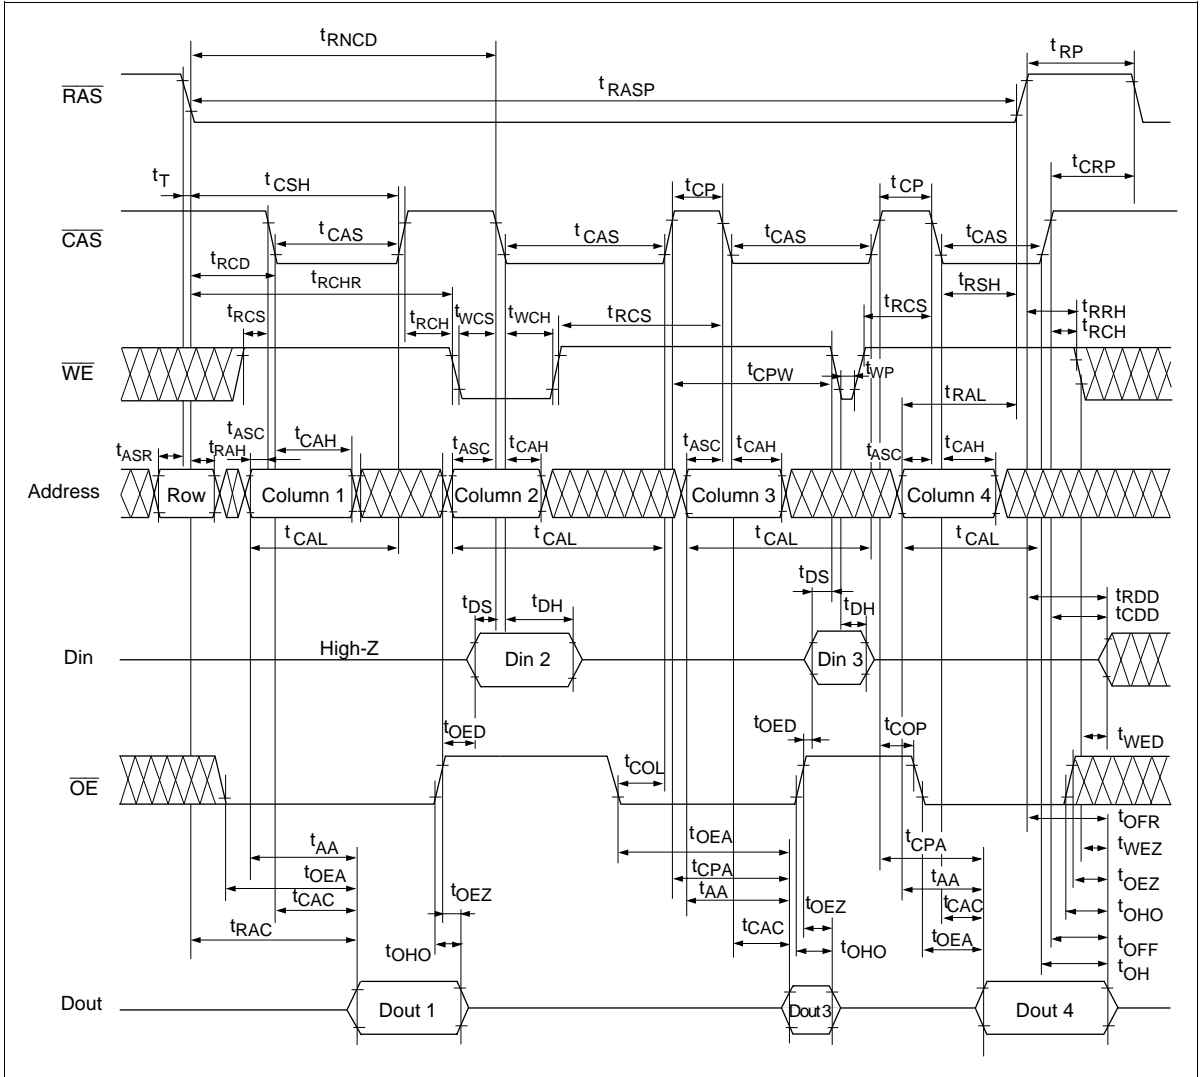 tRNCD
tRP
RAS
tRASP
tT
tCSH
tCP
tCP
tCRP
CAS
tCAS
tCAS
tCAS
tCAS
tRCD
tRCHR
tRSH
tRCS
tRCH
tWCS
tWCH
tRCS
tRCS
tRRH
tRCH
WE
tCPW
tWP
tRAL
tASR
tRAH
tASC
tCAH
tASC
tCAH
tASC
tCAH
tASC
tCAH
Address
Row
Column 1
Column 2
Column 3
Column 4
tCAL
tCAL
tCAL
tCAL
tDS
tDH
tDS
tDH
tRDD
tCDD
Din
High-Z
Din 2
Din 3
tOED
tOED
tCOP
tWED
OE
tCOL
tOFR
tAA
tOEA
tCPA
tWEZ
tOEA
tCPA
tAA
tOEZ
tCAC
tOEZ
tAA
tOEZ
tCAC
tOHO
tRAC
tOHO
tCAC
tOHO
tOEA
tOFF
tOH
Dout
Dout 1
Dout 3
Dout 4